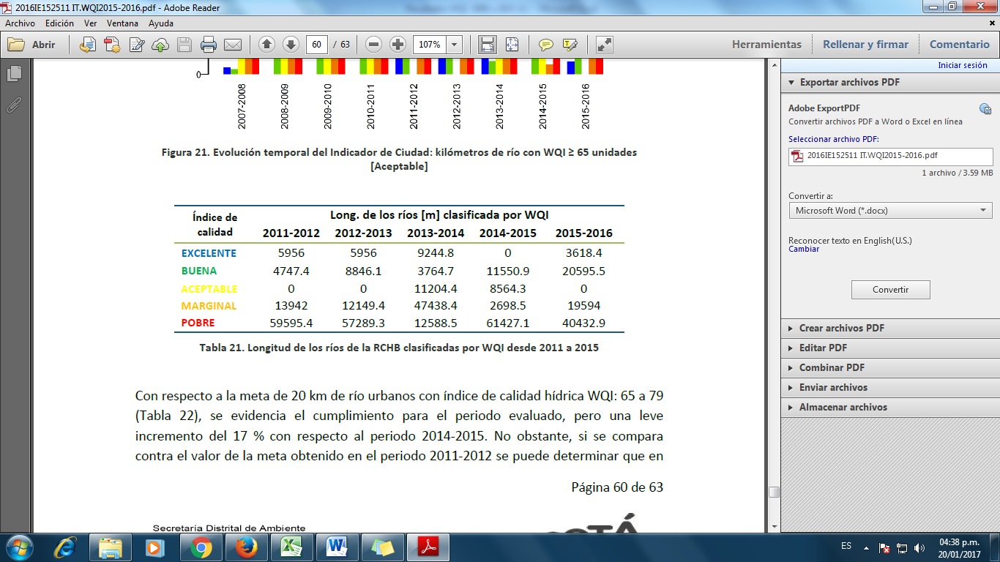 2016IE152511 IT.WQI2015-2016.pdf - Adobe Reader
Archivo Edición Ver Ventana Ayuda
Abrir 60 / 63 107% Herramientas Rellenar y firmar Comentario
0
2007-2008 2008-2009 2009-2010 2010-2011 2011-2012 2012-2013 2013-2014 2014-2015 2015-2016
Figura 21. Evolución temporal del Indicador de Ciudad: kilómetros de río con WQI ≥ 65 unidades
[Aceptable]
Índice de calidad Long. de los ríos [m] clasificada por WQI
2011-2012 2012-2013 2013-2014 2014-2015 2015-2016
EXCELENTE 5956 5956 9244.8 0 3618.4
BUENA 4747.4 8846.1 3764.7 11550.9 20595.5
ACEPTABLE 0 0 11204.4 8564.3 0
MARGINAL 13942 12149.4 47438.4 2698.5 19594
POBRE 59595.4 57289.3 12588.5 61427.1 40432.9
Tabla 21. Longitud de los ríos de la RCHB clasificadas por WQI desde 2011 a 2015
Con respecto a la meta de 20 km de río urbanos con índice de calidad hídrica WQI: 65 a 79
(Tabla 22), se evidencia el cumplimiento para el periodo evaluado, pero una leve
incremento del 17 % con respecto al periodo 2014-2015. No obstante, si se compara
contra el valor de la meta obtenido en el periodo 2011-2012 se puede determinar que en
Página 60 de 63
Secretaría Distrital de Ambiente
Iniciar sesión
Exportar archivos PDF
Adobe ExportPDF
Convertir archivos PDF a Word o Excel en línea
Seleccionar archivo PDF:
2016IE152511 IT.WQI2015-2016.pdf
1 archivo / 3.59 MB
Convertir a:
Microsoft Word (*.docx)
Reconocer texto en English(U.S.)
Cambiar
Convertir
Crear archivos PDF
Editar PDF
Combinar PDF
Enviar archivos
Almacenar archivos
ES 04:38 p.m.
20/01/2017